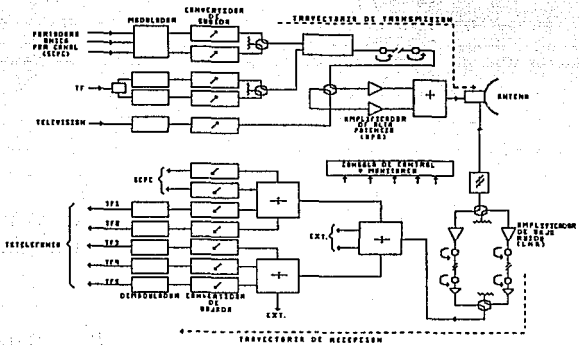 MODULADOR
CONVERTIDOR
DE
SUBIDA
TRAYECTORIA DE TRANSMISION
PORTADORA
UNICA
POR CANAL
(SCPC)
TF
TELEVISION
AMPLIFICADOR
DE ALTA
POTENCIA
(HPA)
ANTENA
CONSOLA DE CONTROL
Y MONITOREO
SCPC
TF1
TF2
TF3
TF4
TF5
EXT.
EXT.
AMPLIFICADOR
DE BAJO
RUIDO
(LNA)
DEMODULADOR
CONVERTIDOR
DE
BAJADA
TRAYECTORIA DE RECEPCION